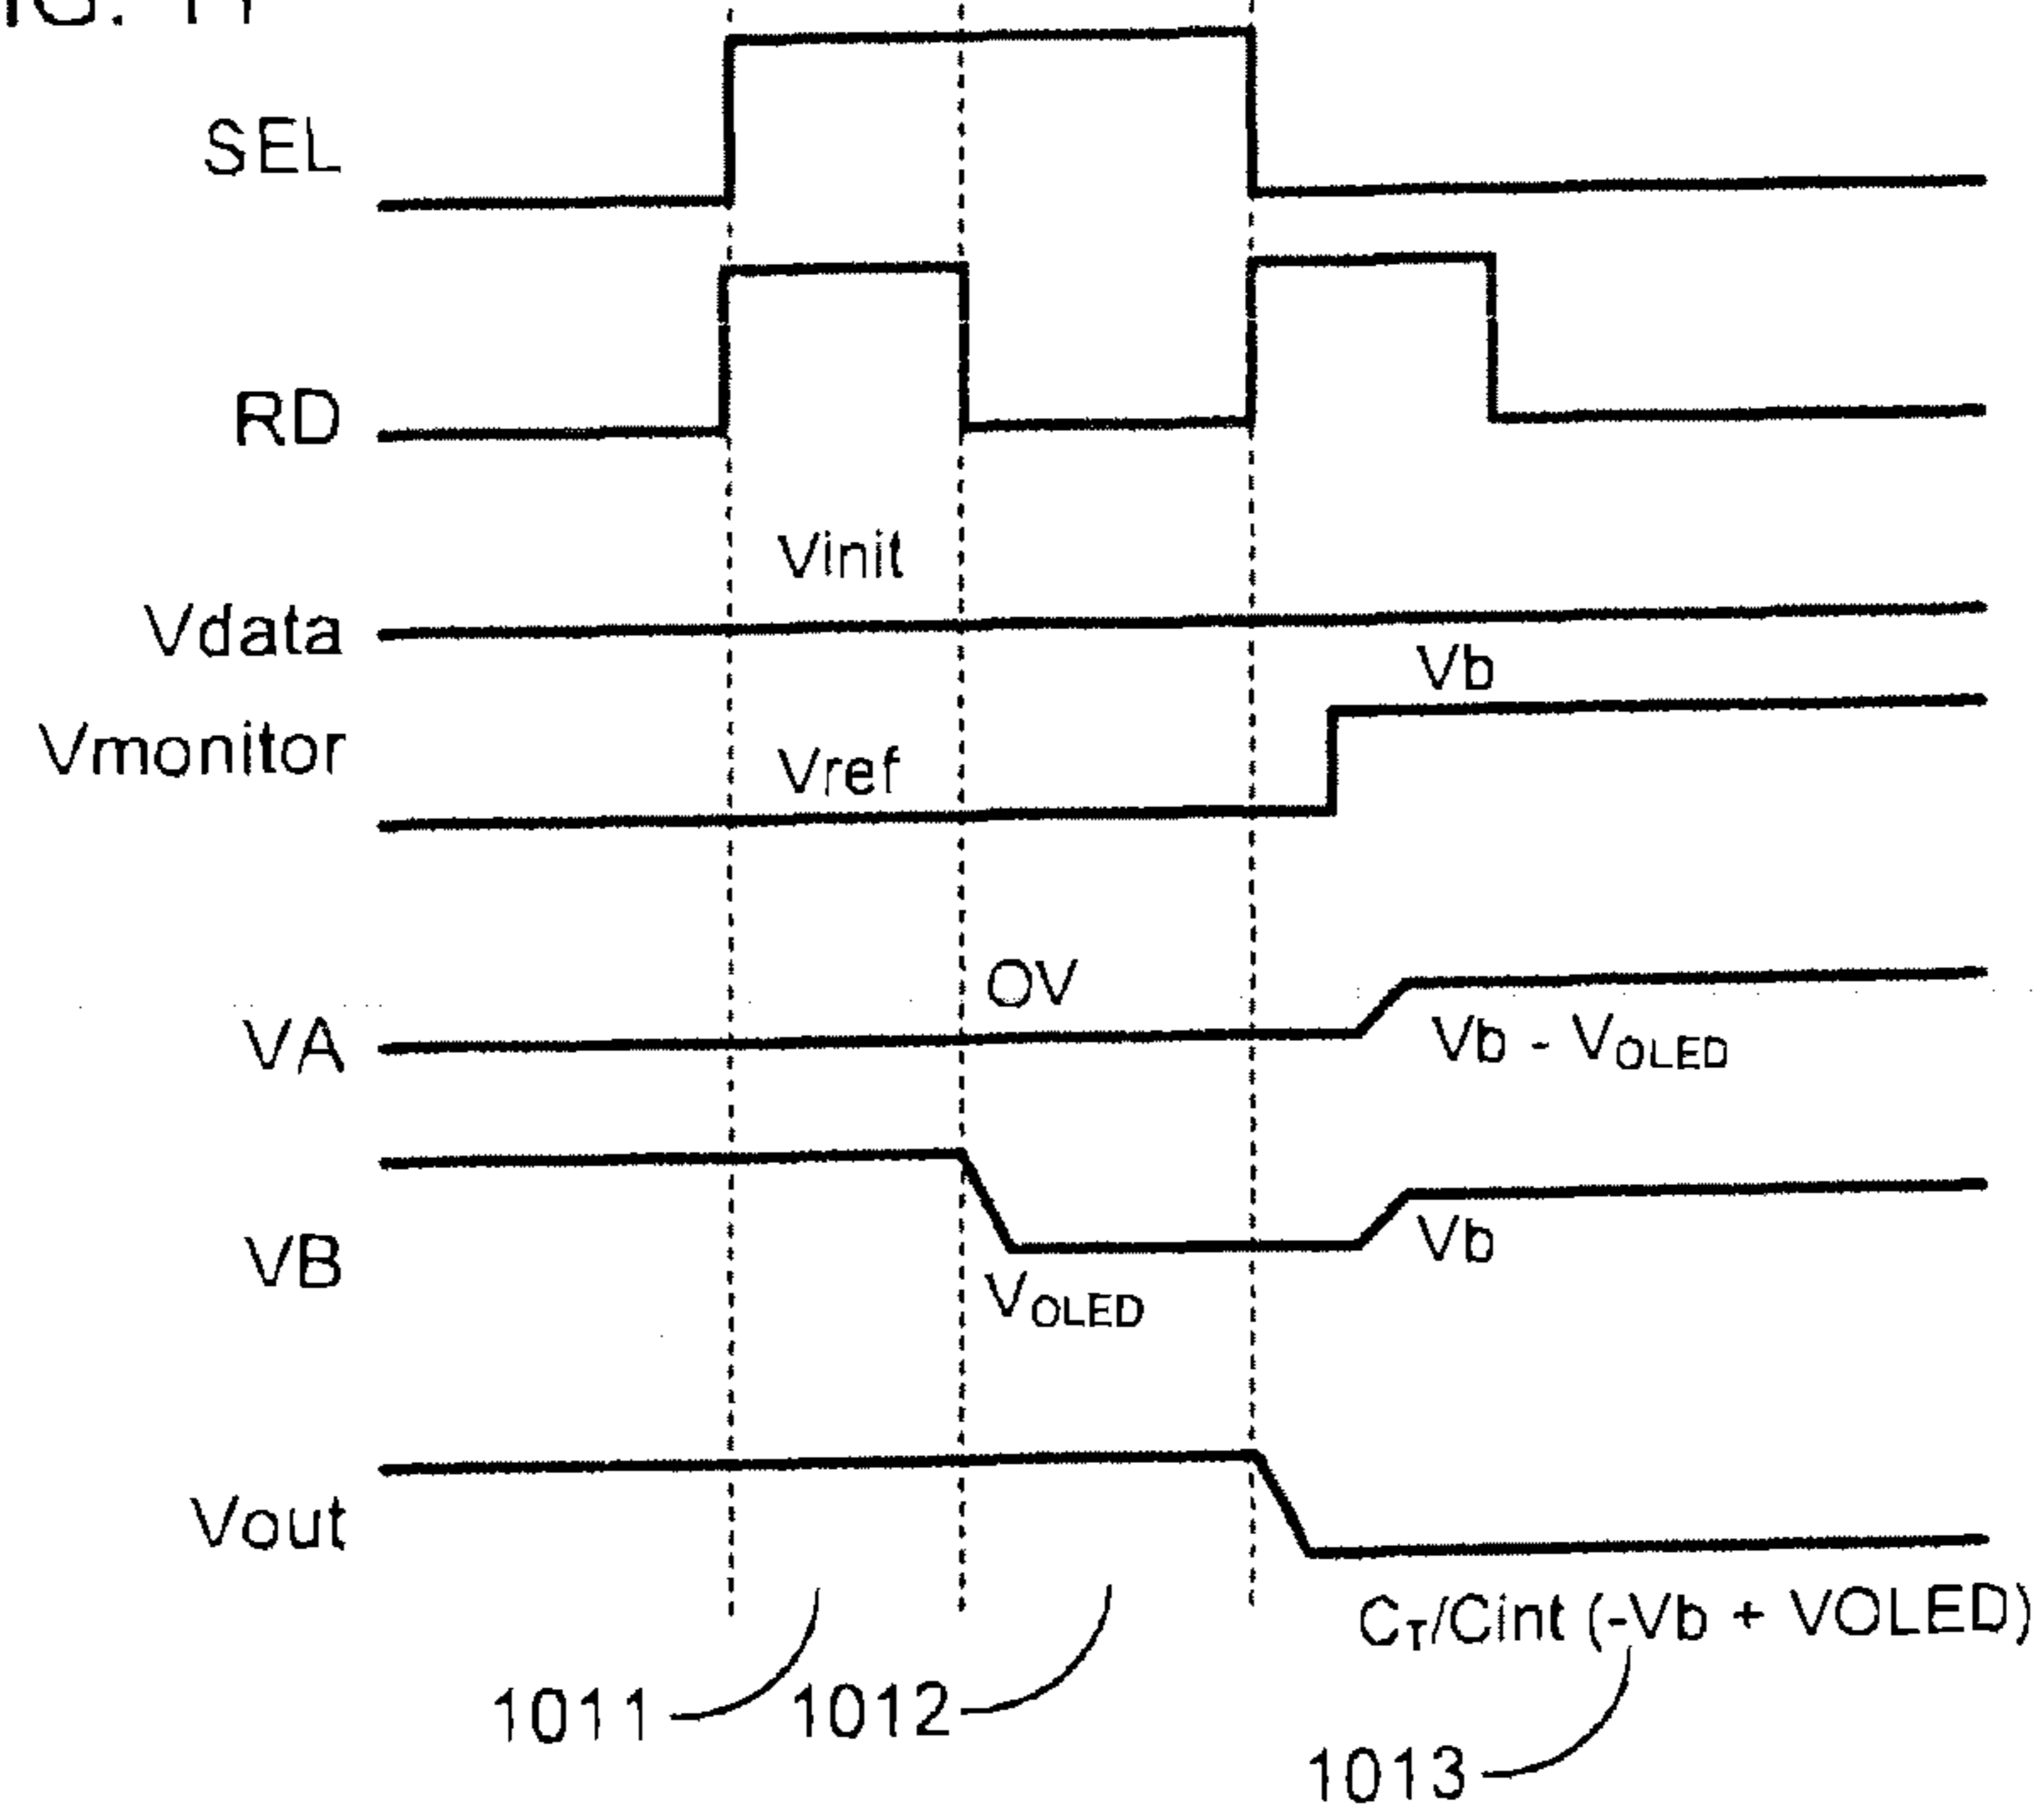 SEL
RD
Vinit
Vdata
Vb
Vmonitor
Vref
OV
VA
Vb - VOLED
VB
Vb
VOLED
Vout
CT/Cint (-Vb + VOLED)
1011
1012
1013